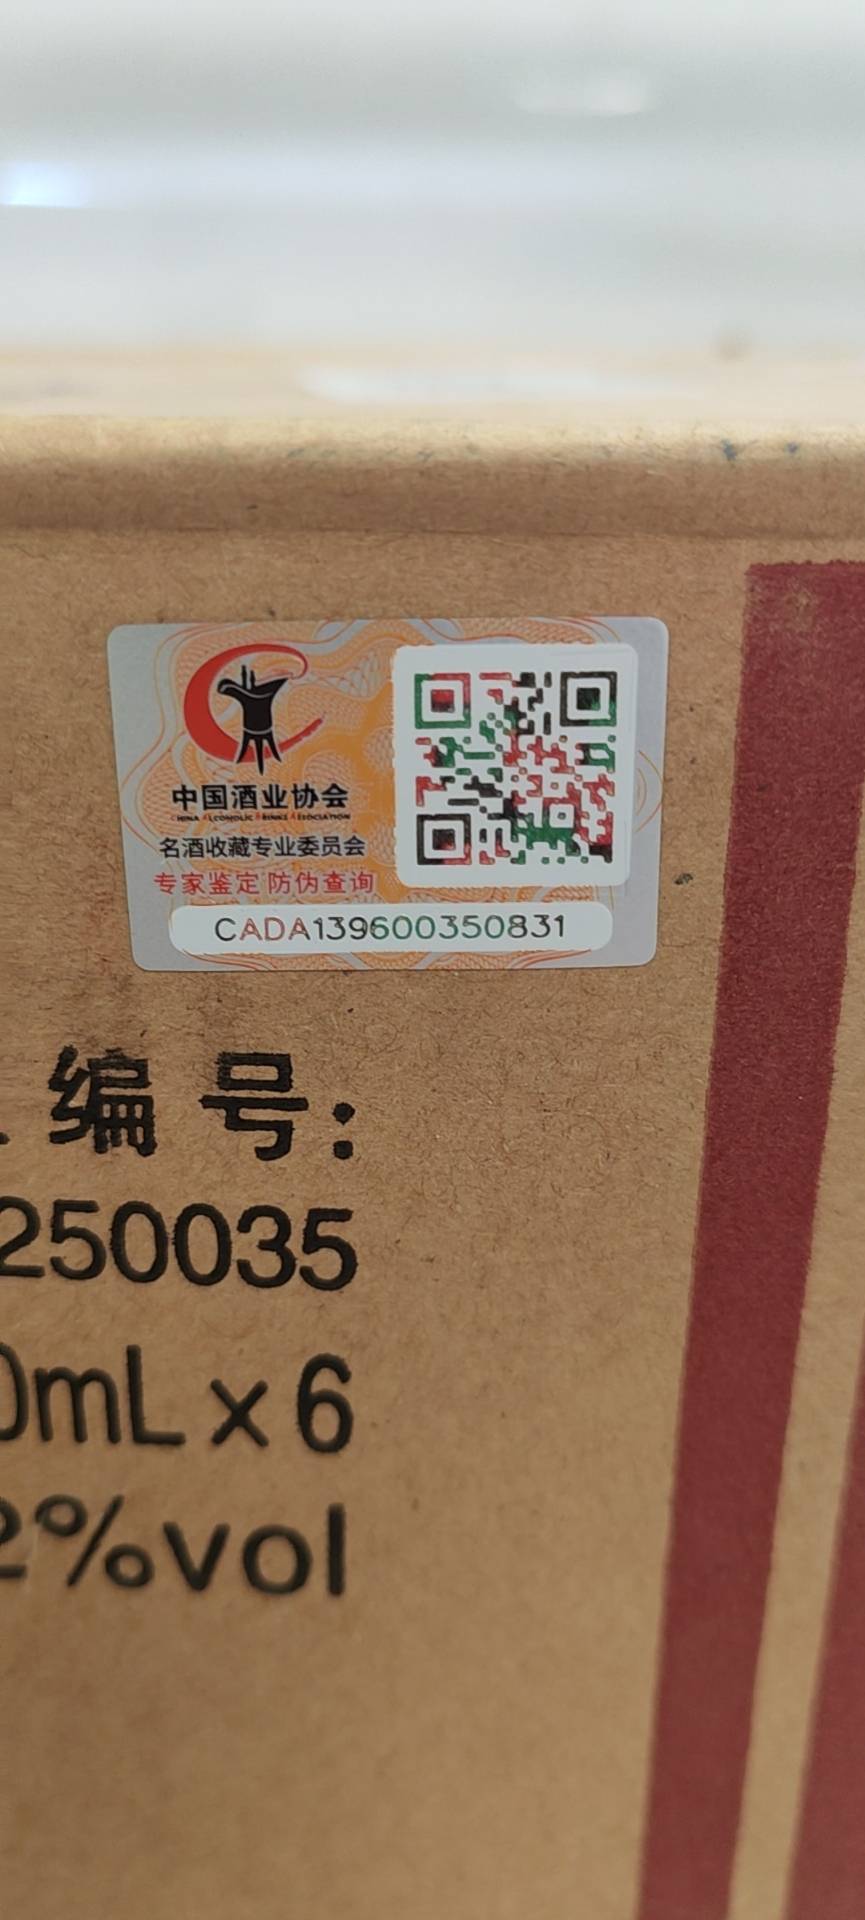 中国酒业协会
CHINA ALCOHOLIC DRINKS ASSOCIATION
名酒收藏专业委员会
专家鉴定 防伪查询
CADA139600350831
编号:
250035
0mL×6
2%vol